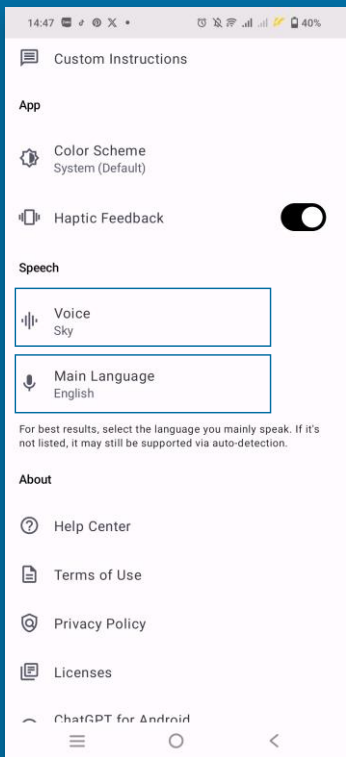 14:47 40%
Custom Instructions
App
Color Scheme
System (Default)
Haptic Feedback
Speech
Voice
Sky
Main Language
English
For best results, select the language you mainly speak. If it's
not listed, it may still be supported via auto-detection.
About
Help Center
Terms of Use
Privacy Policy
Licenses
ChatGPT for Android